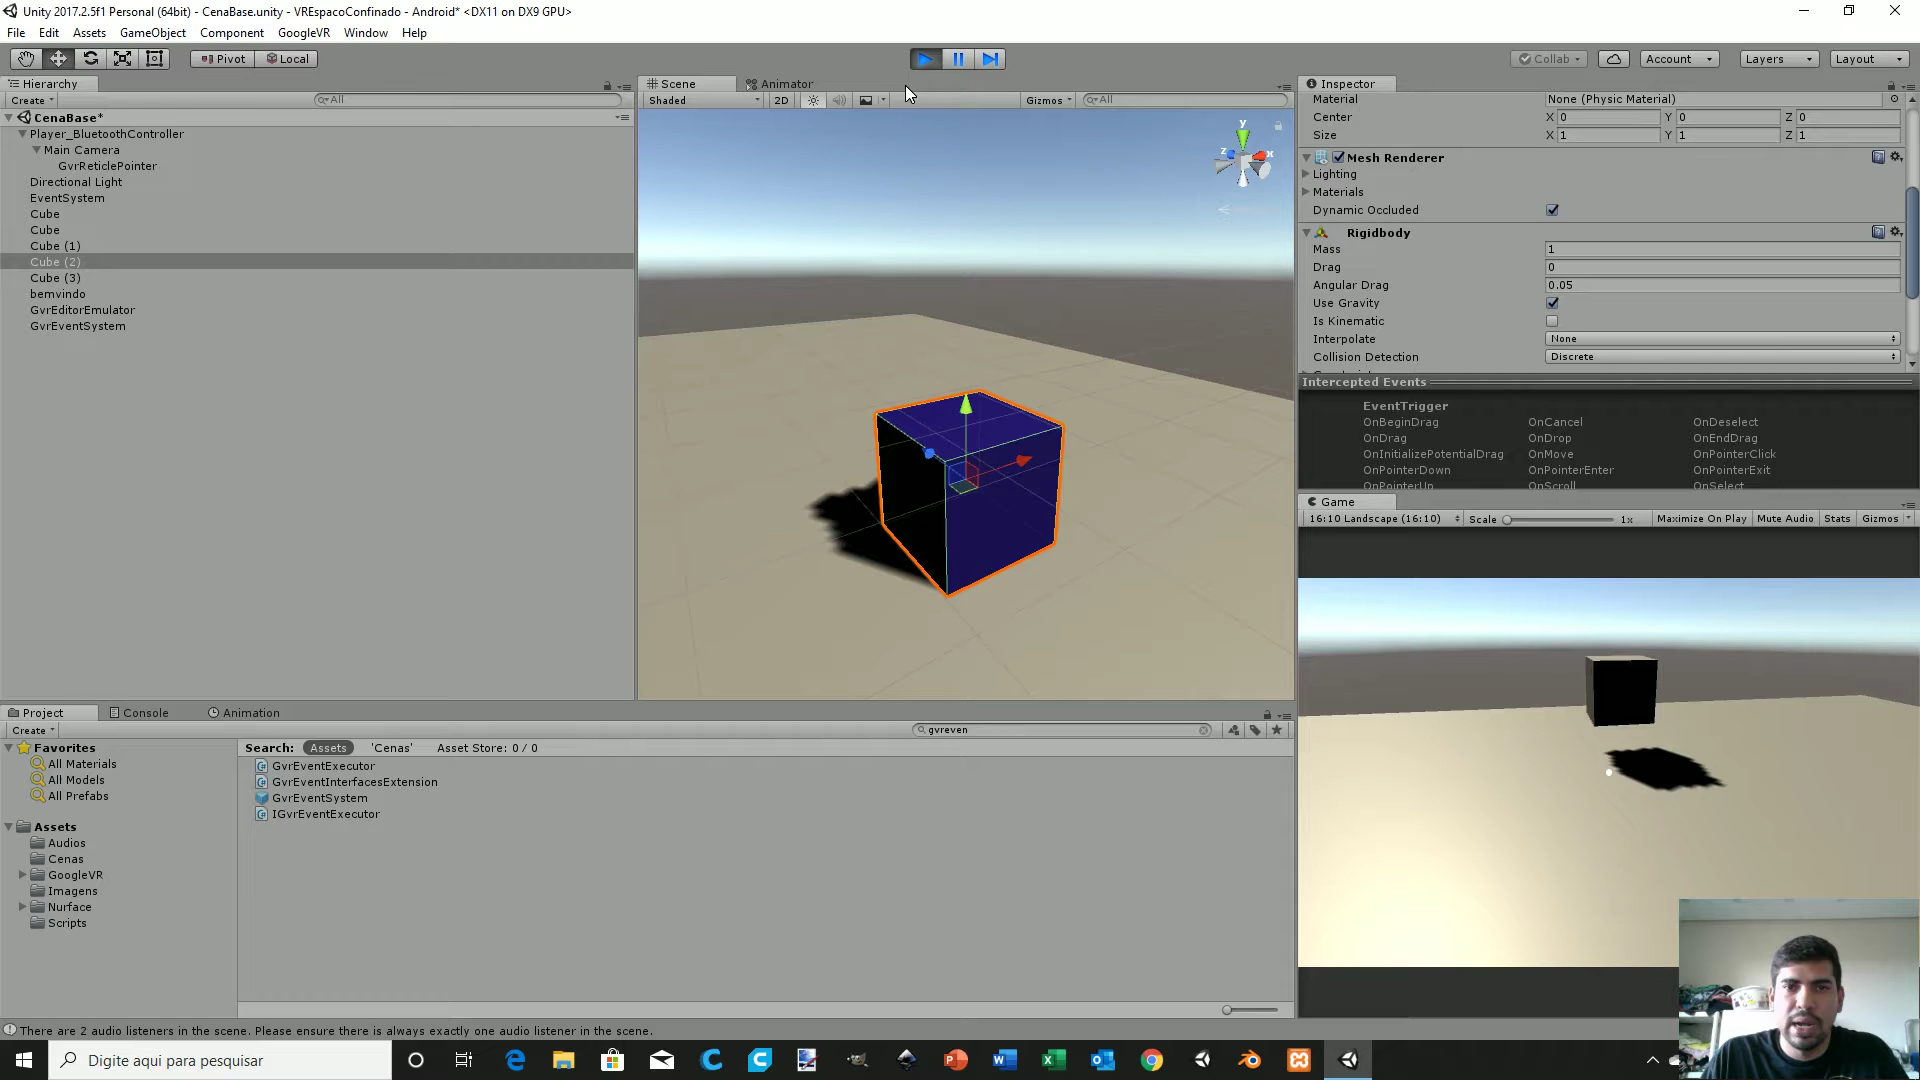 Unity 2017.2.5f1 Personal (64bit) - CenaBase.unity - VREspacoConfinado - Android* <DX11 on DX9 GPU>
File Edit Assets GameObject Component GoogleVR Window Help
Pivot Local Collab Account Layers Layout
Hierarchy
Create All
CenaBase*
Player_BluetoothController
Main Camera
GvrReticlePointer
Directional Light
EventSystem
Cube
Cube
Cube (1)
Cube (2)
Cube (3)
bemvindo
GvrEditorEmulator
GvrEventSystem
Scene Animator
Shaded 2D Gizmos All
y
z x
Inspector
Material None (Physic Material)
Center X 0 Y 0 Z 0
Size X 1 Y 1 Z 1
Mesh Renderer
Lighting
Materials
Dynamic Occluded
Rigidbody
Mass 1
Drag 0
Angular Drag 0.05
Use Gravity
Is Kinematic
Interpolate None
Collision Detection Discrete
Intercepted Events
EventTrigger
OnBeginDrag OnCancel OnDeselect
OnDrag OnDrop OnEndDrag
OnInitializePotentialDrag OnMove OnPointerClick
OnPointerDown OnPointerEnter OnPointerExit
OnPointerUp OnScroll OnSelect
Game
16:10 Landscape (16:10) Scale 1x Maximize On Play Mute Audio Stats Gizmos
Project Console Animation
Create gvreven
Favorites
All Materials
All Models
All Prefabs
Assets
Audios
Cenas
GoogleVR
Imagens
Nurface
Scripts
Search: Assets 'Cenas' Asset Store: 0 / 0
GvrEventExecutor
GvrEventInterfacesExtension
GvrEventSystem
IGvrEventExecutor
There are 2 audio listeners in the scene. Please ensure there is always exactly one audio listener in the scene.
Digite aqui para pesquisar